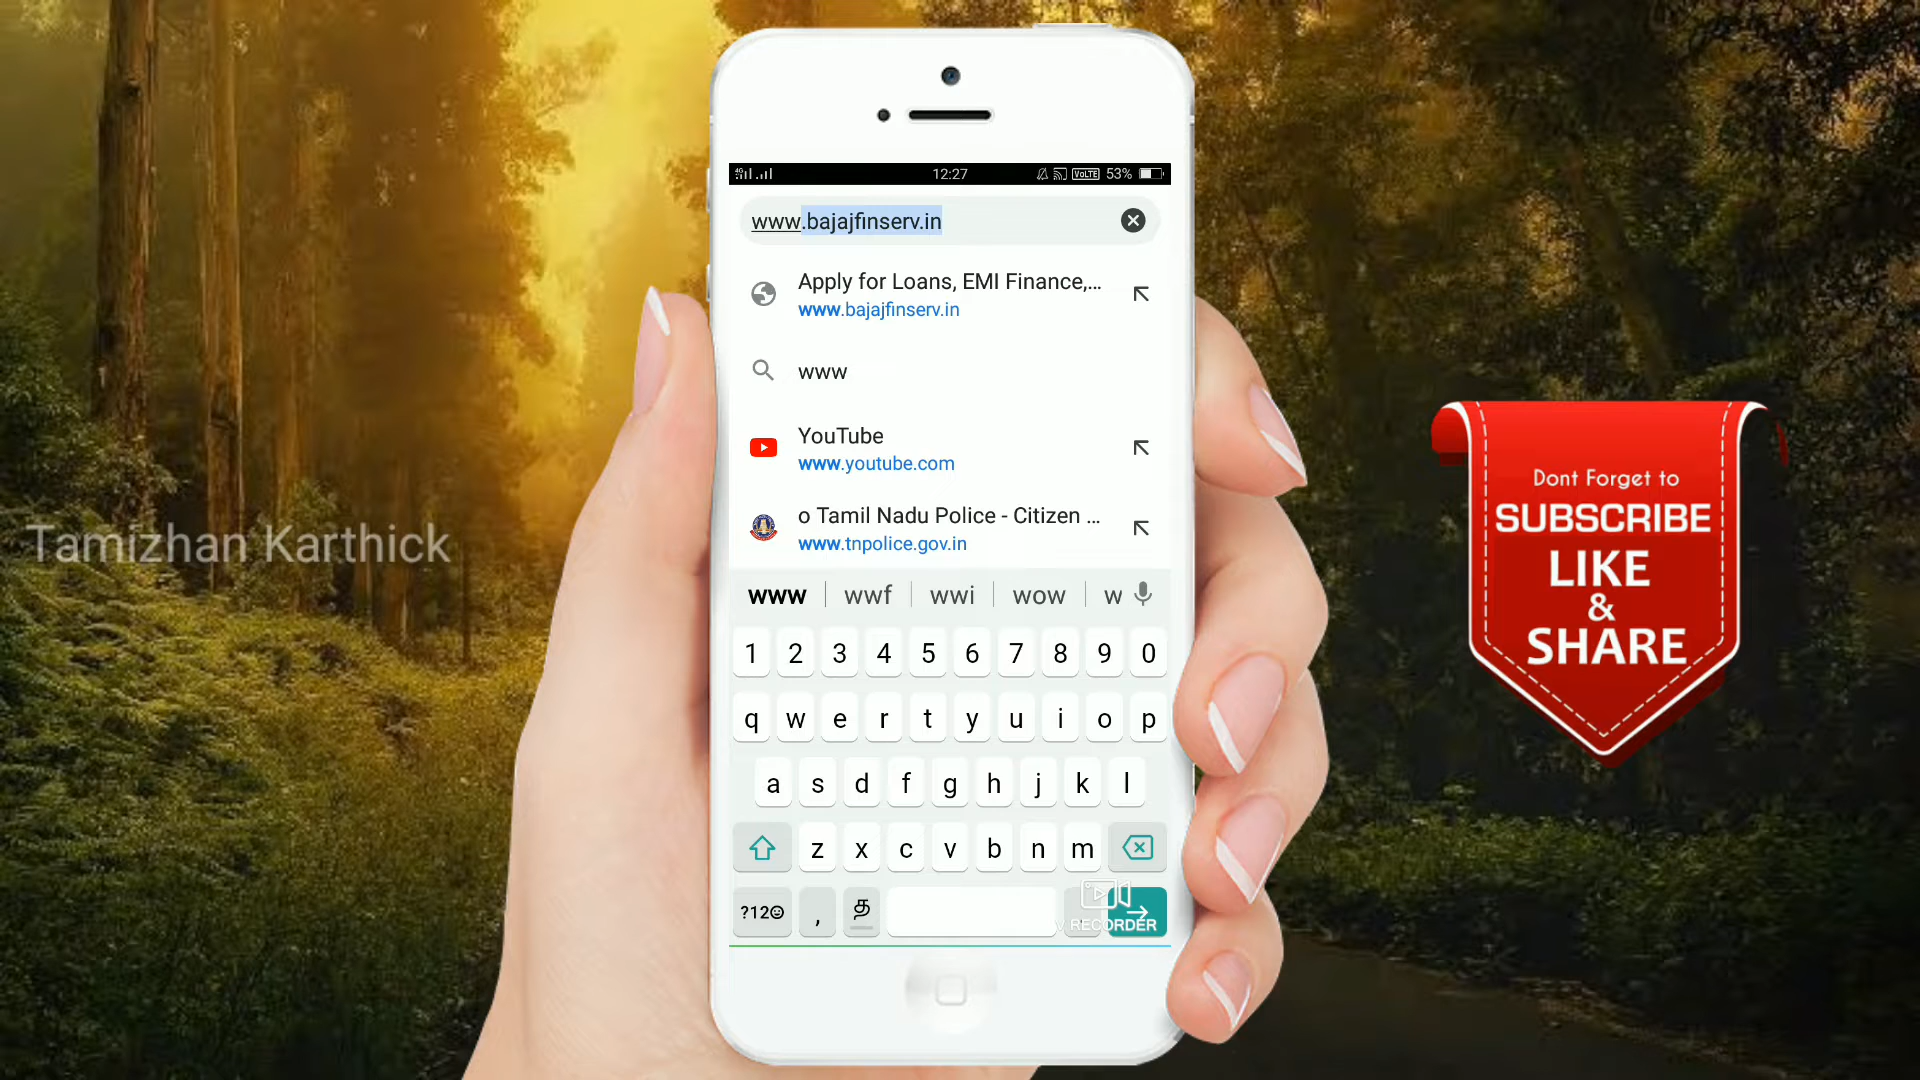 4G
12:27
VoLTE 53%
www.bajajfinserv.in
Apply for Loans, EMI Finance,...
www.bajajfinserv.in
www
YouTube
www.youtube.com
o Tamil Nadu Police - Citizen ...
www.tnpolice.gov.in
www wwf wwi wow w
1 2 3 4 5 6 7 8 9 0
q w e r t y u i o p
a s d f g h j k l
z x c v b n m
?12☺ , த .
V RECORDER
Tamizhan Karthick
Dont Forget to
SUBSCRIBE
LIKE
&
SHARE